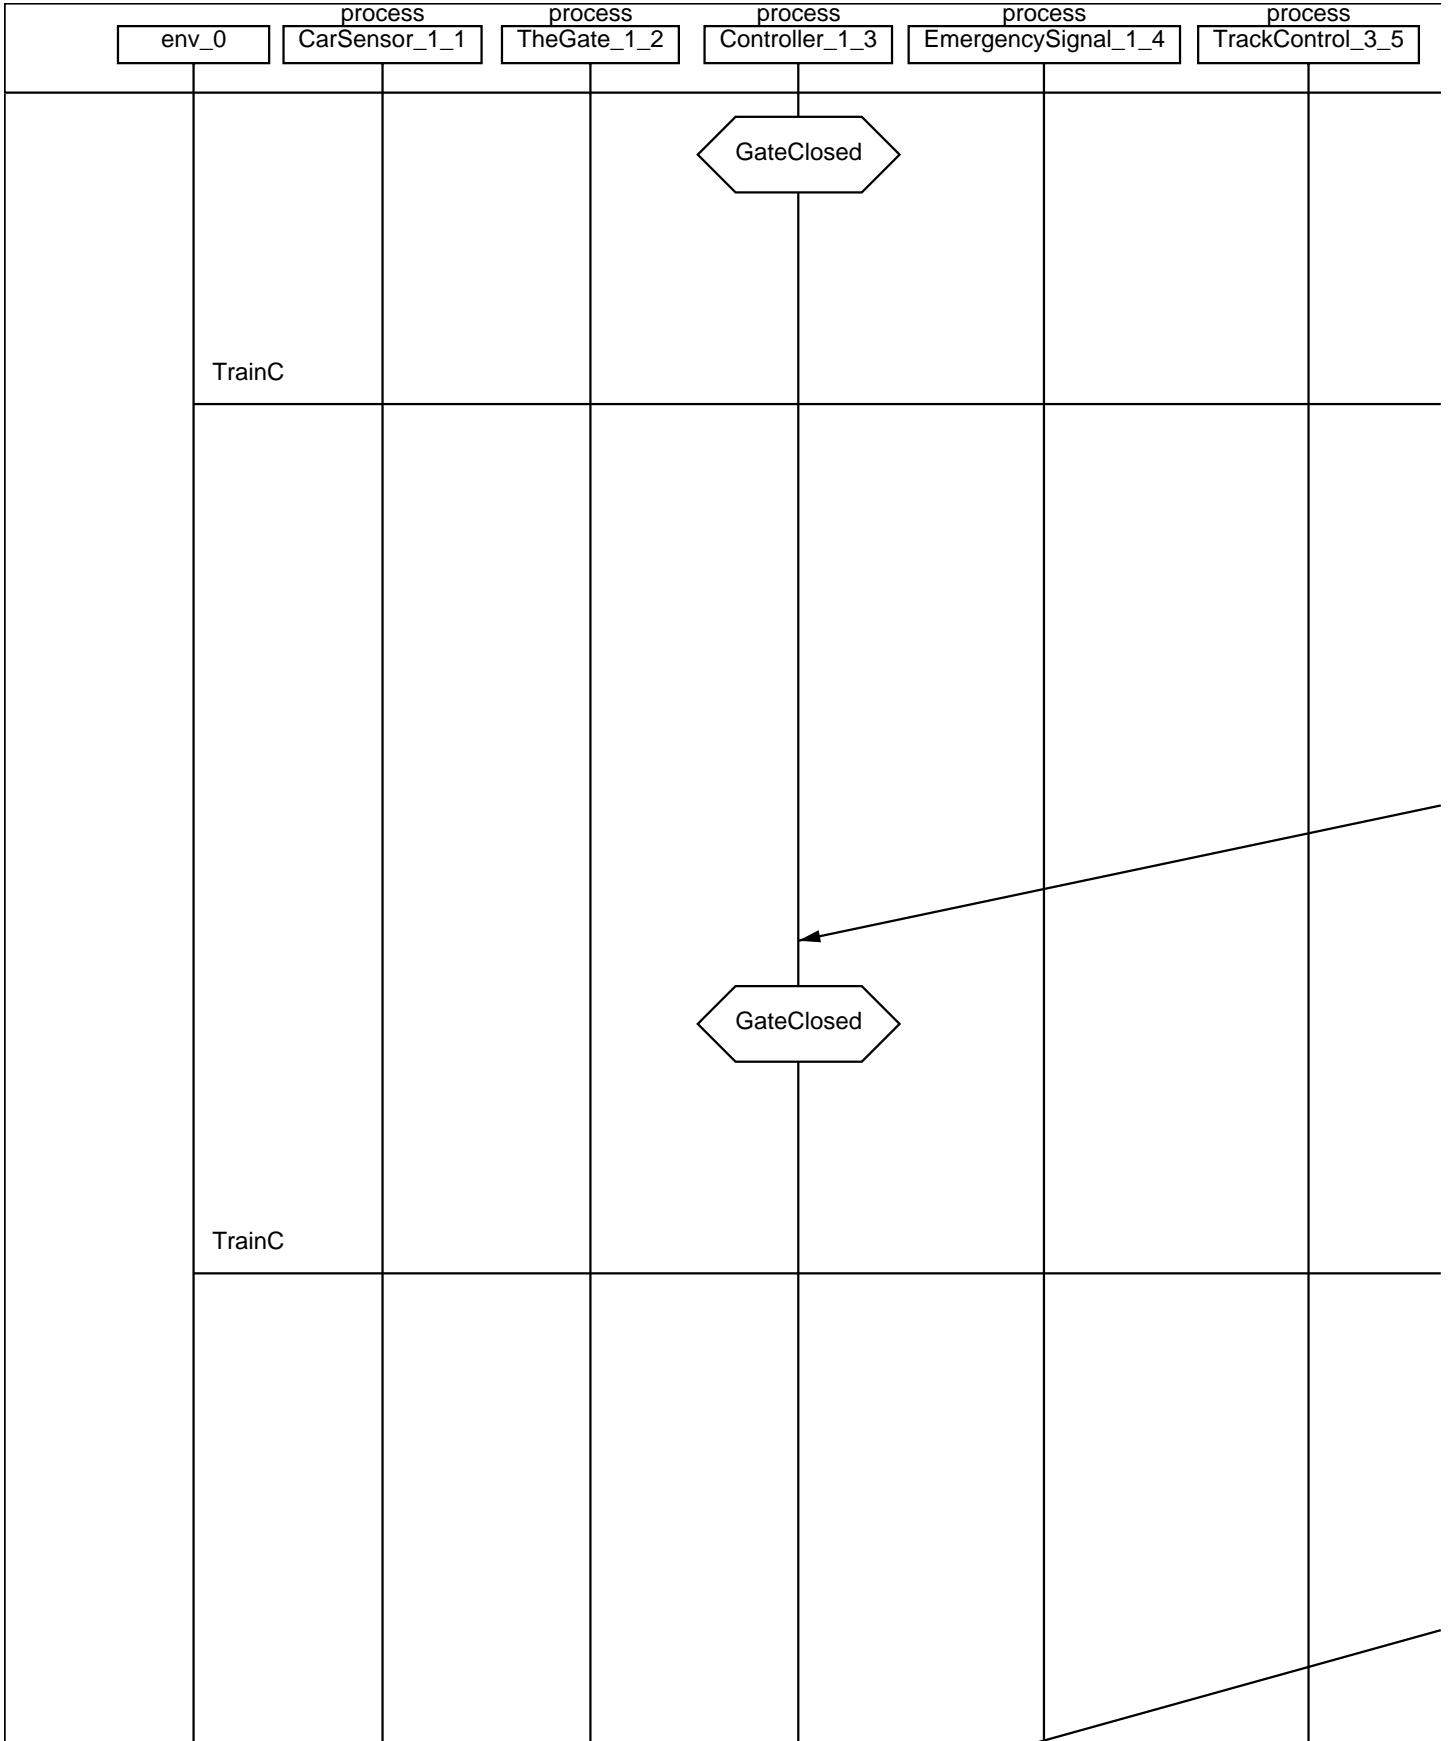 process process process process process
env_0 CarSensor_1_1 TheGate_1_2 Controller_1_3 EmergencySignal_1_4 TrackControl_3_5
GateClosed
TrainC
GateClosed
TrainC